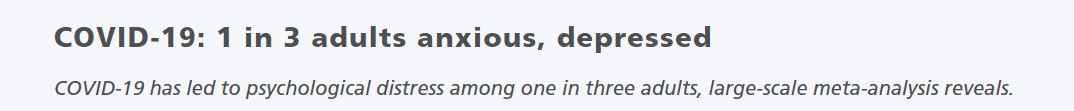 COVID-19: 1 in 3 adults anxious, depressed
COVID-19 has led to psychological distress among one in three adults, large-scale meta-analysis reveals.